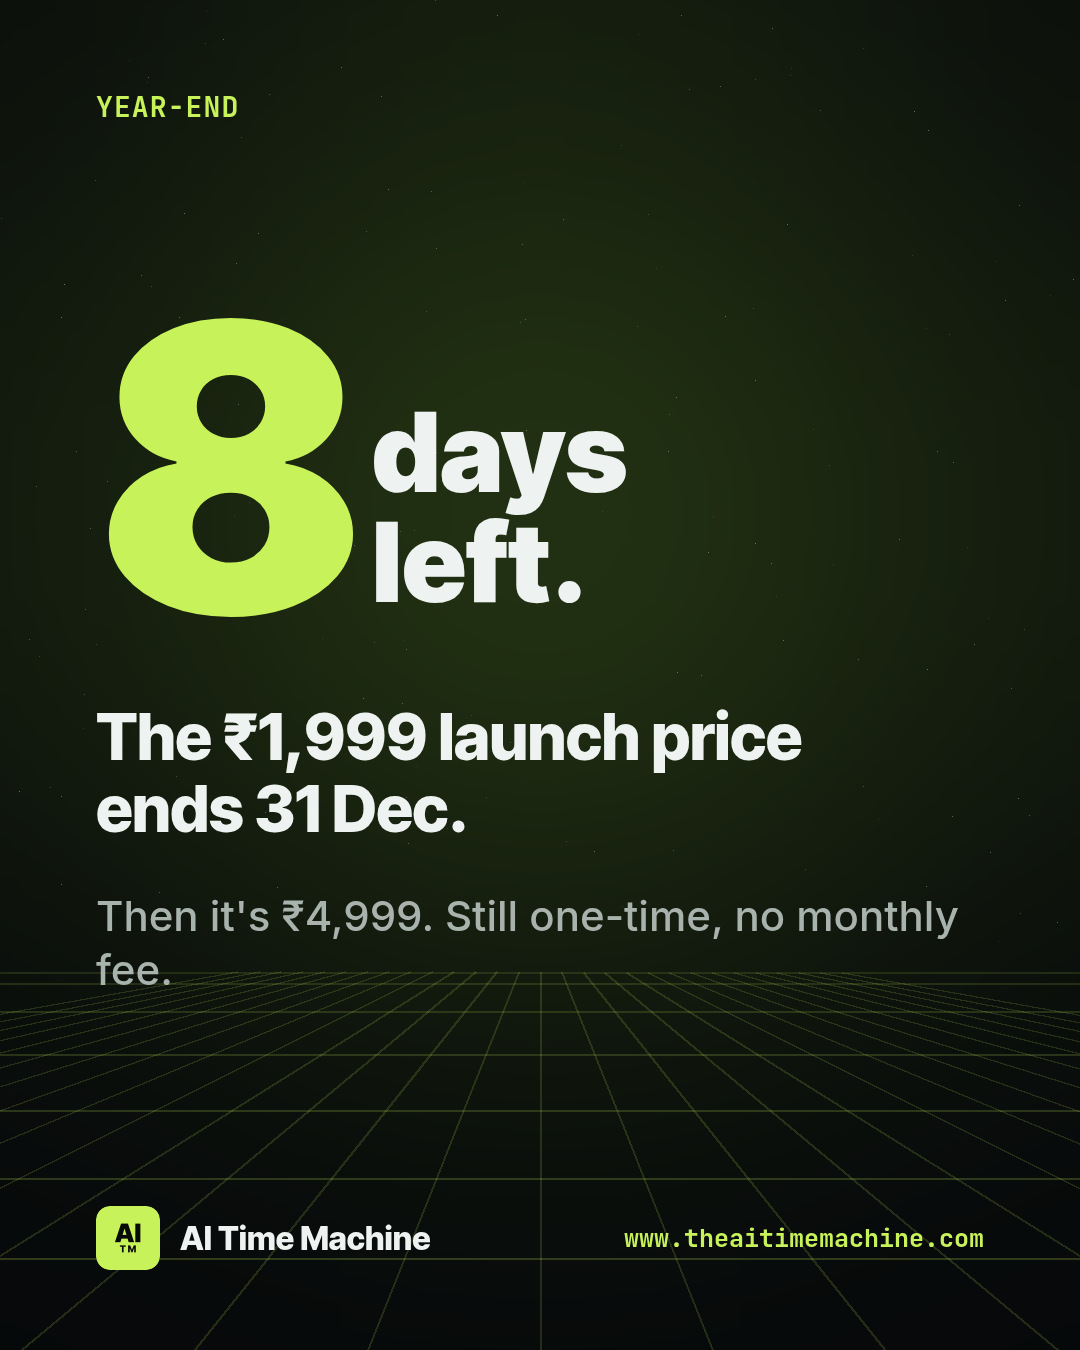 YEAR-END
8 days
left.
The ₹1,999 launch price
ends 31 Dec.
Then it's ₹4,999. Still one-time, no monthly
fee.
AI
TM
AI Time Machine
www.theaitimemachine.com